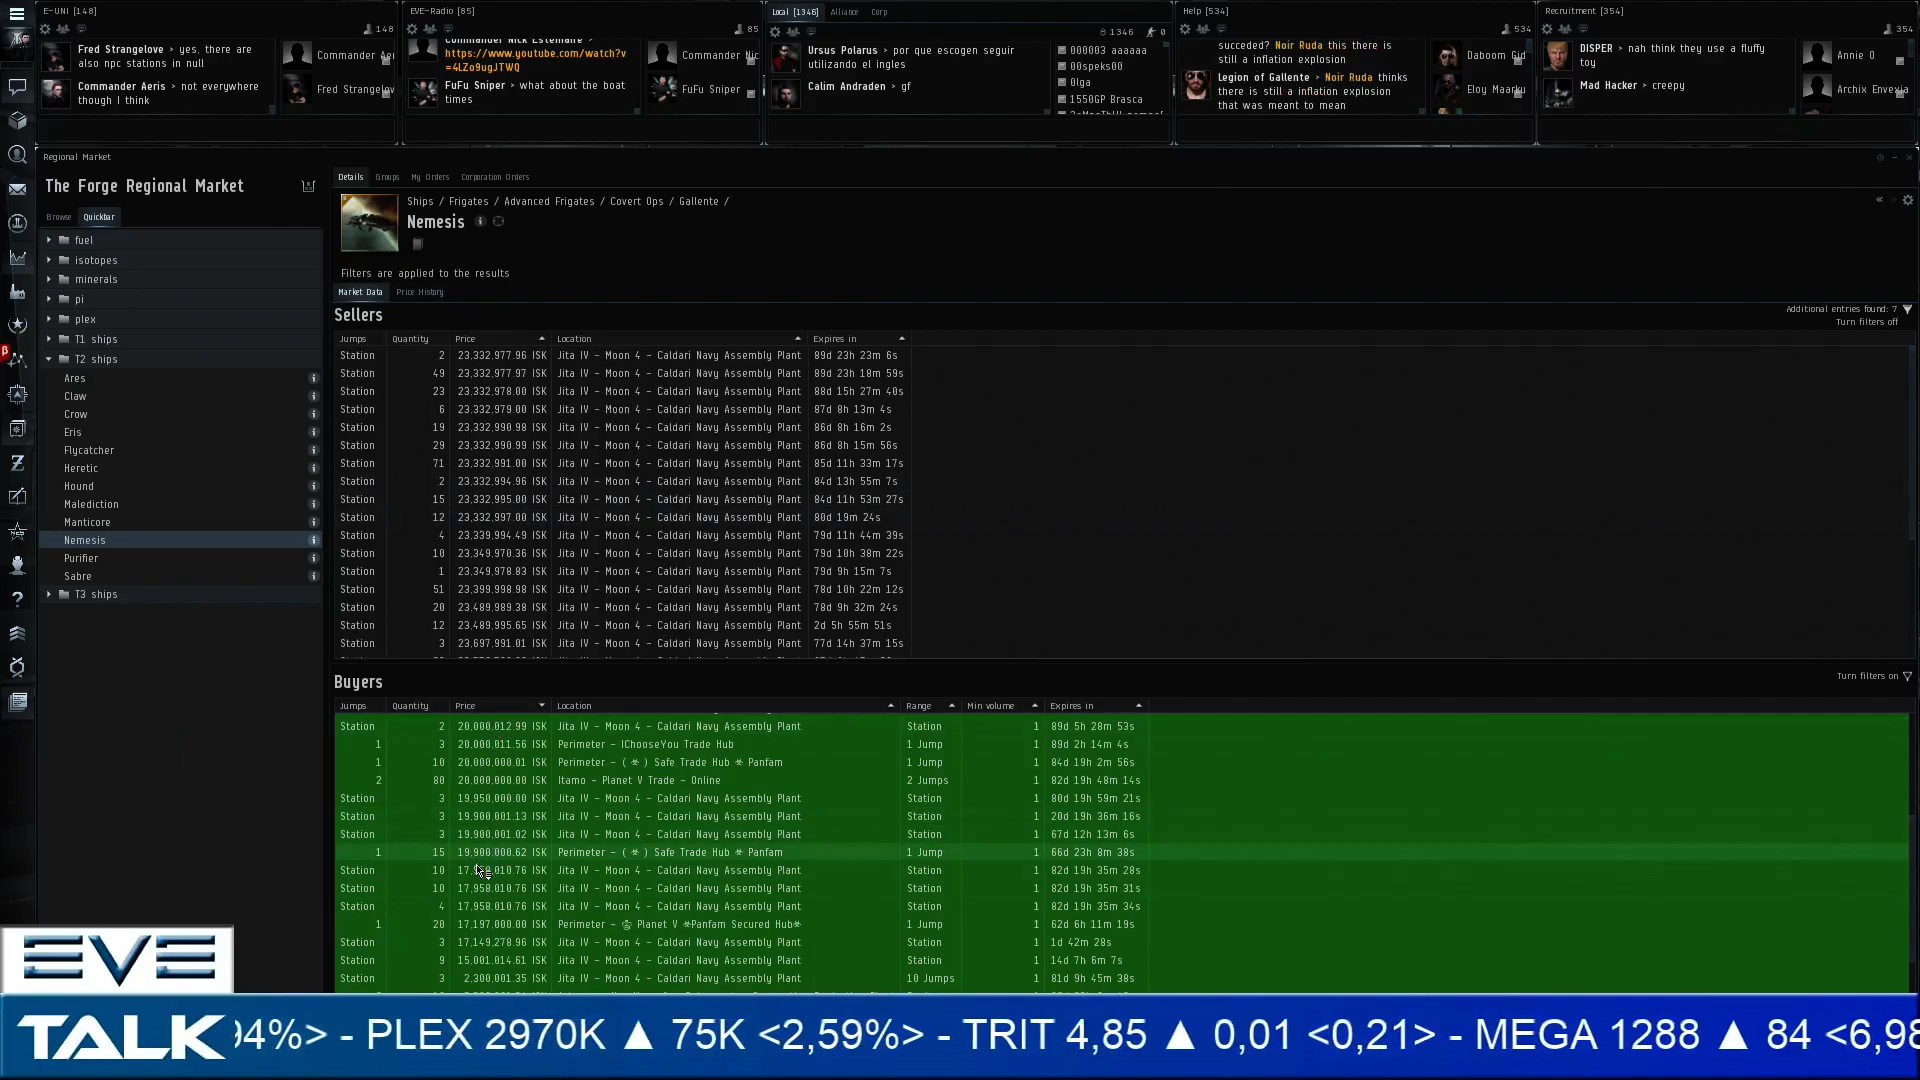 E-UNI [148]
148
Fred Strangelove > yes, there are
also npc stations in null
Commander Aeris > not everywhere
though I think
Commander Aer
Fred Strangelov
EVE-Radio [85]
85
Commander Nick Estemaire >
https://www.youtube.com/watch?v
=4LZo9ugJTWQ
FuFu Sniper > what about the boat
times
Commander Nic
FuFu Sniper
Local [1346]
Alliance
Corp
1346
0
Ursus Polarus > por que escogen seguir
utilizando el ingles
Calim Andraden > gf
000003 aaaaaa
00speks00
0lga
1550GP Brasca
Help [534]
534
succeded? Noir Ruda this there is
still a inflation explosion
Legion of Gallente > Noir Ruda thinks
there is still a inflation explosion
that was meant to mean
Daboom Gid
Eloy Maarku
Recruitment [354]
354
DISPER > nah think they use a fluffy
toy
Mad Hacker > creepy
Annie O
Archix Envexia
Regional Market
The Forge Regional Market
Browse
Quickbar
fuel
isotopes
minerals
pi
plex
T1 ships
T2 ships
Ares
Claw
Crow
Eris
Flycatcher
Heretic
Hound
Malediction
Manticore
Nemesis
Purifier
Sabre
T3 ships
Details Groups My Orders Corporation Orders
Ships / Frigates / Advanced Frigates / Covert Ops / Gallente /
Nemesis
Filters are applied to the results
Market Data Price History
Sellers
Additional entries found: 7
Turn filters off
Jumps Quantity Price Location Expires in
Station 2 23,332,977.96 ISK Jita IV - Moon 4 - Caldari Navy Assembly Plant 89d 23h 23m 6s
Station 49 23,332,977.97 ISK Jita IV - Moon 4 - Caldari Navy Assembly Plant 89d 23h 18m 59s
Station 23 23,332,978.00 ISK Jita IV - Moon 4 - Caldari Navy Assembly Plant 88d 15h 27m 40s
Station 6 23,332,979.00 ISK Jita IV - Moon 4 - Caldari Navy Assembly Plant 87d 8h 13m 4s
Station 19 23,332,990.98 ISK Jita IV - Moon 4 - Caldari Navy Assembly Plant 86d 8h 16m 2s
Station 29 23,332,990.99 ISK Jita IV - Moon 4 - Caldari Navy Assembly Plant 86d 8h 15m 56s
Station 71 23,332,991.00 ISK Jita IV - Moon 4 - Caldari Navy Assembly Plant 85d 11h 33m 17s
Station 2 23,332,994.96 ISK Jita IV - Moon 4 - Caldari Navy Assembly Plant 84d 13h 55m 7s
Station 15 23,332,995.00 ISK Jita IV - Moon 4 - Caldari Navy Assembly Plant 84d 11h 53m 27s
Station 12 23,332,997.00 ISK Jita IV - Moon 4 - Caldari Navy Assembly Plant 80d 19m 24s
Station 4 23,339,994.49 ISK Jita IV - Moon 4 - Caldari Navy Assembly Plant 79d 11h 44m 39s
Station 10 23,349,970.36 ISK Jita IV - Moon 4 - Caldari Navy Assembly Plant 79d 10h 38m 22s
Station 1 23,349,978.83 ISK Jita IV - Moon 4 - Caldari Navy Assembly Plant 79d 9h 15m 7s
Station 51 23,399,998.98 ISK Jita IV - Moon 4 - Caldari Navy Assembly Plant 78d 10h 22m 12s
Station 20 23,489,989.38 ISK Jita IV - Moon 4 - Caldari Navy Assembly Plant 78d 9h 32m 24s
Station 12 23,489,995.65 ISK Jita IV - Moon 4 - Caldari Navy Assembly Plant 2d 5h 55m 51s
Station 3 23,697,991.01 ISK Jita IV - Moon 4 - Caldari Navy Assembly Plant 77d 14h 37m 15s
Buyers
Turn filters on
Jumps Quantity Price Location Range Min volume Expires in
Station 2 20,000,012.99 ISK Jita IV - Moon 4 - Caldari Navy Assembly Plant Station 1 89d 5h 28m 53s
1 3 20,000,011.56 ISK Perimeter - IChooseYou Trade Hub 1 Jump 1 89d 2h 14m 4s
1 10 20,000,000.01 ISK Perimeter - ( ☣ ) Safe Trade Hub ☣ Panfam 1 Jump 1 84d 19h 2m 56s
2 80 20,000,000.00 ISK Itamo - Planet V Trade - Online 2 Jumps 1 82d 19h 48m 14s
Station 3 19,950,000.00 ISK Jita IV - Moon 4 - Caldari Navy Assembly Plant Station 1 80d 19h 59m 21s
Station 3 19,900,001.13 ISK Jita IV - Moon 4 - Caldari Navy Assembly Plant Station 1 20d 19h 36m 16s
Station 3 19,900,001.02 ISK Jita IV - Moon 4 - Caldari Navy Assembly Plant Station 1 67d 12h 13m 6s
1 15 19,900,000.62 ISK Perimeter - ( ☣ ) Safe Trade Hub ☣ Panfam 1 Jump 1 66d 23h 8m 38s
Station 10 ISK Jita IV - Moon 4 - Caldari Navy Assembly Plant Station 1 82d 19h 35m 28s
Station 10 17,958,010.76 ISK Jita IV - Moon 4 - Caldari Navy Assembly Plant Station 1 82d 19h 35m 31s
Station 4 17,958,010.76 ISK Jita IV - Moon 4 - Caldari Navy Assembly Plant Station 1 82d 19h 35m 34s
1 20 17,197,000.00 ISK Perimeter - Planet V ☣Panfam Secured Hub☣ 1 Jump 1 62d 6h 11m 19s
Station 3 17,149,278.96 ISK Jita IV - Moon 4 - Caldari Navy Assembly Plant Station 1 1d 42m 28s
Station 9 15,001,014.61 ISK Jita IV - Moon 4 - Caldari Navy Assembly Plant Station 1 14d 7h 6m 7s
Station 3 2,300,001.35 ISK Jita IV - Moon 4 - Caldari Navy Assembly Plant 10 Jumps 1 81d 9h 45m 38s
EVE
TALK
94%> - PLEX 2970K ▲ 75K <2,59%> - TRIT 4,85 ▲ 0,01 <0,21> - MEGA 1288 ▲ 84 <6,98